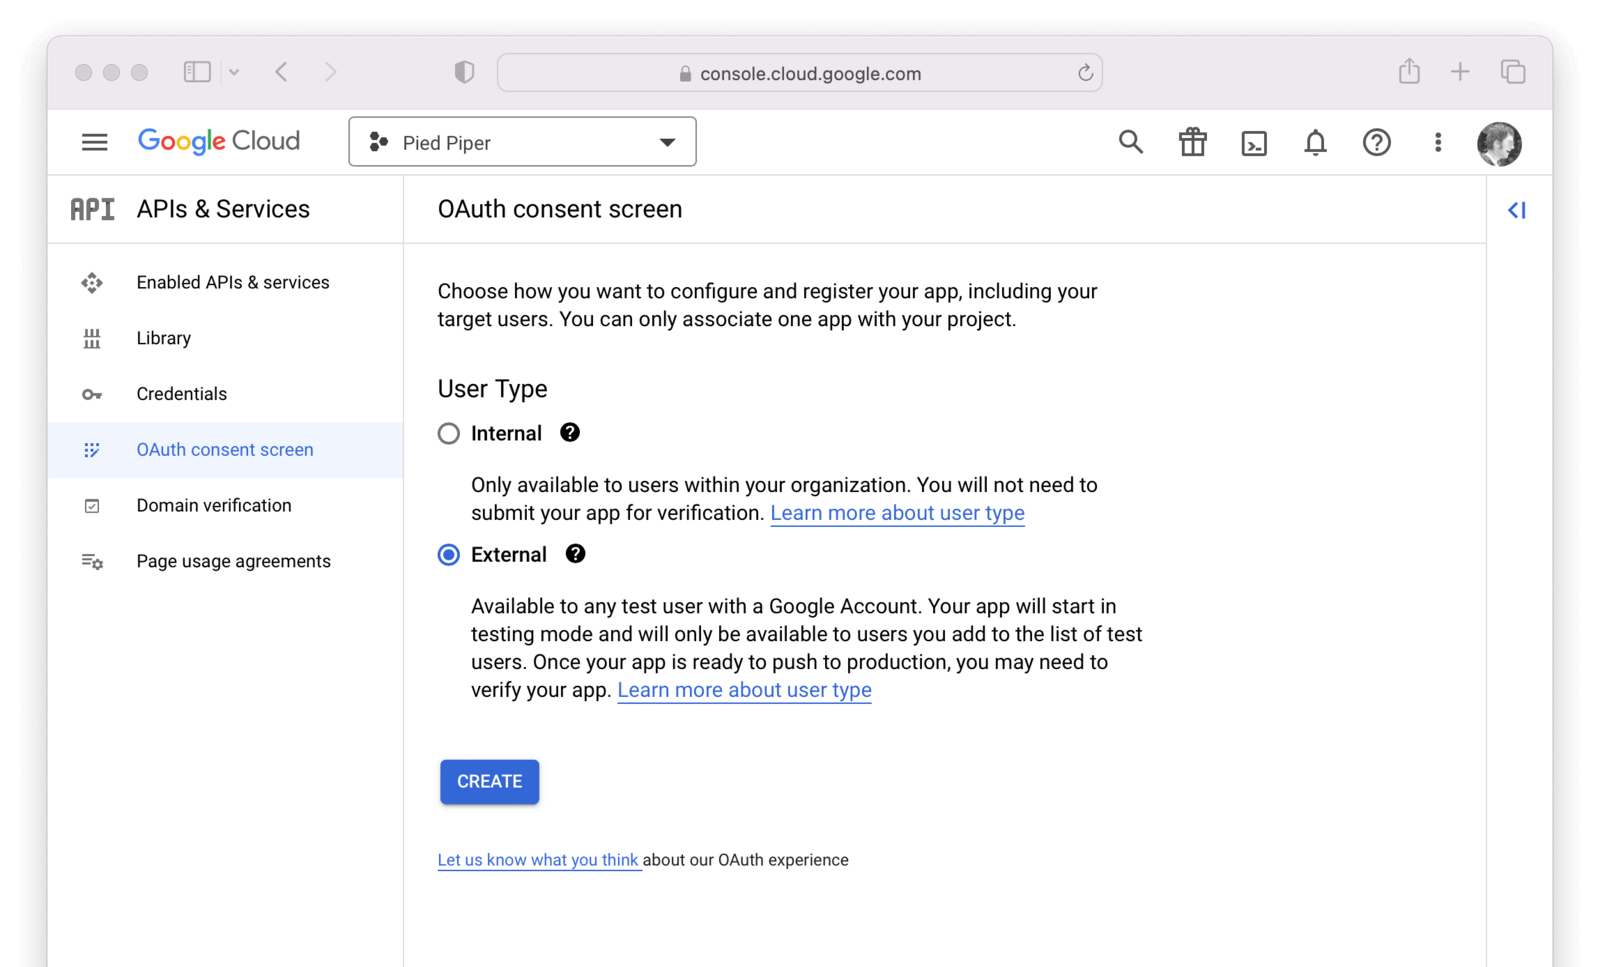 console.cloud.google.com
Google Cloud
Pied Piper
API APIs & Services
OAuth consent screen
Enabled APIs & services
Library
Credentials
OAuth consent screen
Domain verification
Page usage agreements
Choose how you want to configure and register your app, including your
target users. You can only associate one app with your project.
User Type
Internal
Only available to users within your organization. You will not need to
submit your app for verification. Learn more about user type
External
Available to any test user with a Google Account. Your app will start in
testing mode and will only be available to users you add to the list of test
users. Once your app is ready to push to production, you may need to
verify your app. Learn more about user type
CREATE
Let us know what you think about our OAuth experience